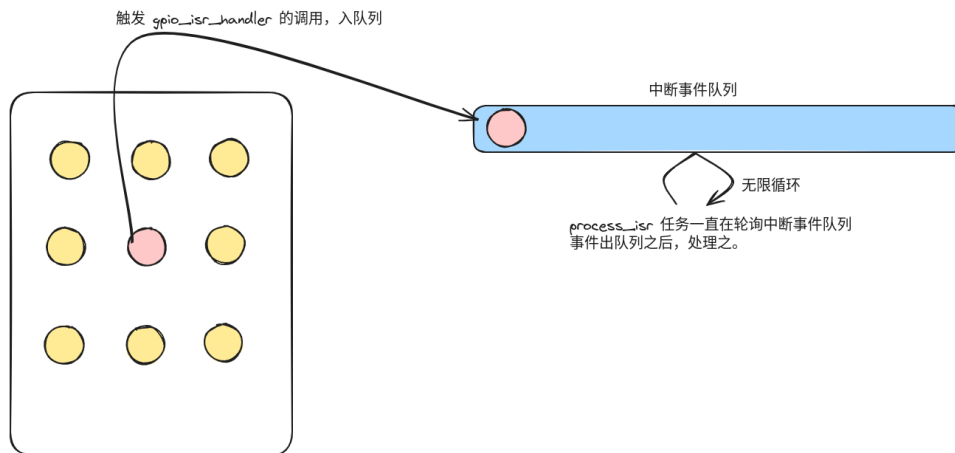 触发 gpio_isr_handler 的调用，入队列
中断事件队列
无限循环
process_isr 任务一直在轮询中断事件队列
事件出队列之后，处理之。